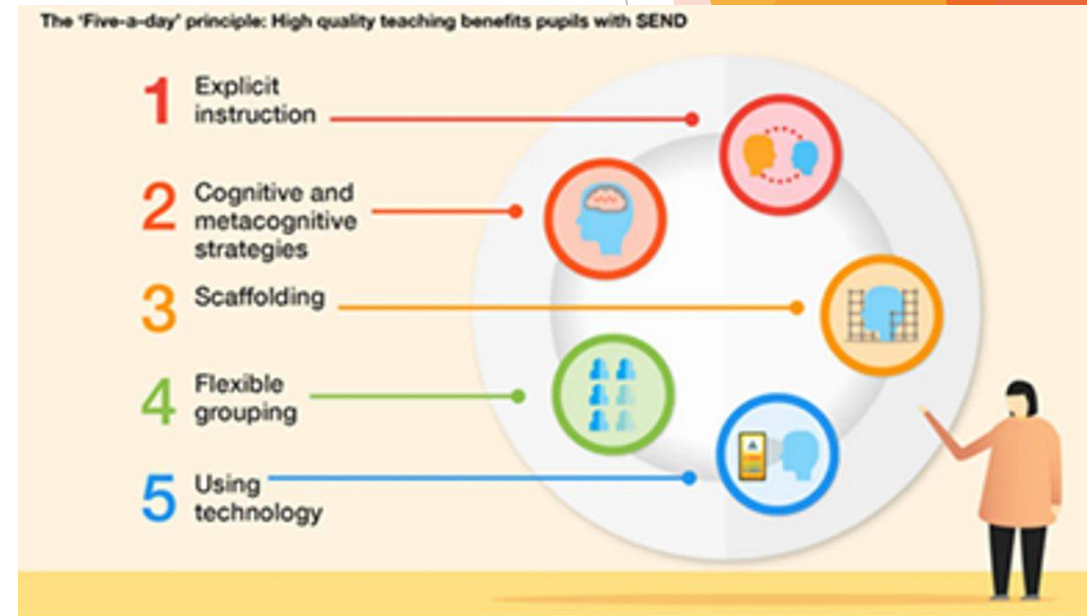 The 'Five-a-day' principle: High quality teaching benefits pupils with SEND
1 Explicit
instruction
2 Cognitive and
metacognitive
strategies
3 Scaffolding
4 Flexible
grouping
5 Using
technology